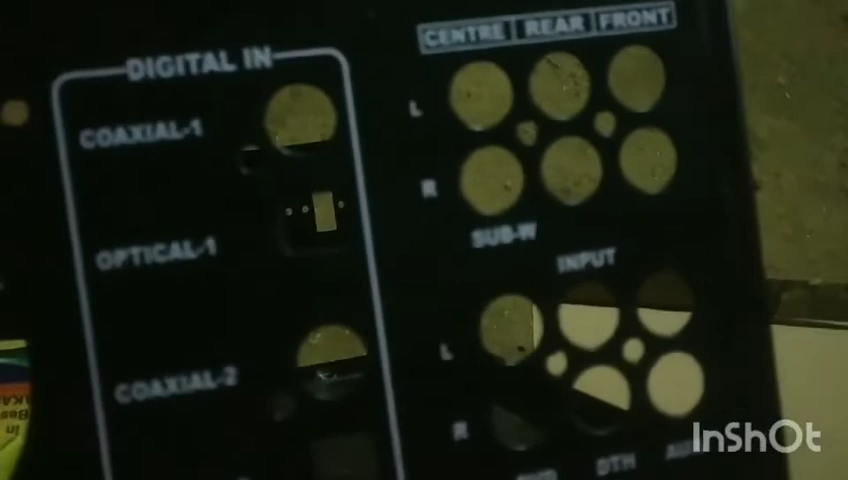 CENTRE REAR FRONT
DIGITAL IN
COAXIAL-1
L
R
OPTICAL-1
SUB-W
INPUT
L
COAXIAL-2
R
DTH
InShOt